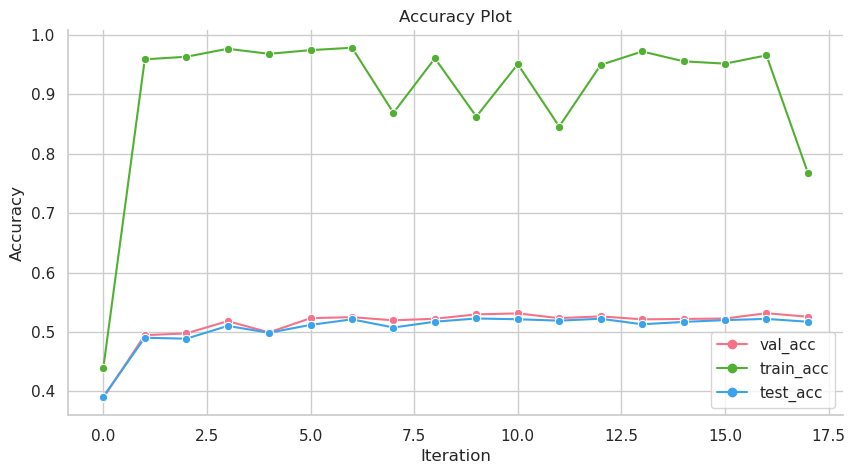 Accuracy Plot
1.0
0.9
0.8
0.7
0.6
0.5
0.4
Accuracy
val_acc
train_acc
test_acc
0.0 2.5 5.0 7.5 10.0 12.5 15.0 17.5
Iteration